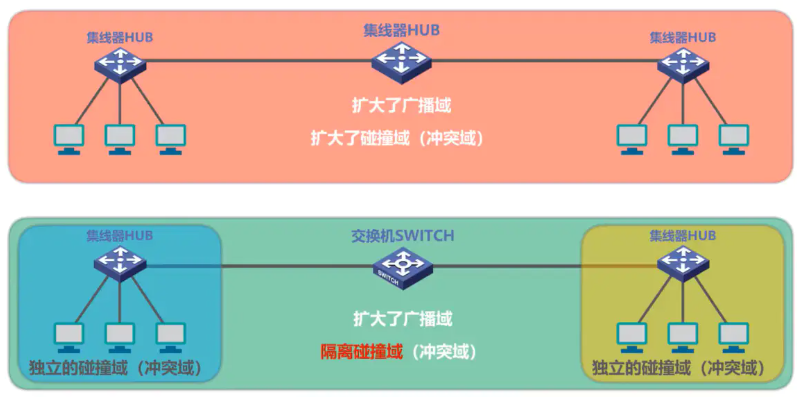 集线器HUB
集线器HUB
集线器HUB
扩大了广播域
扩大了碰撞域（冲突域）
集线器HUB
交换机SWITCH
集线器HUB
SWITCH
扩大了广播域
隔离碰撞域（冲突域）
独立的碰撞域（冲突域）
独立的碰撞域（冲突域）